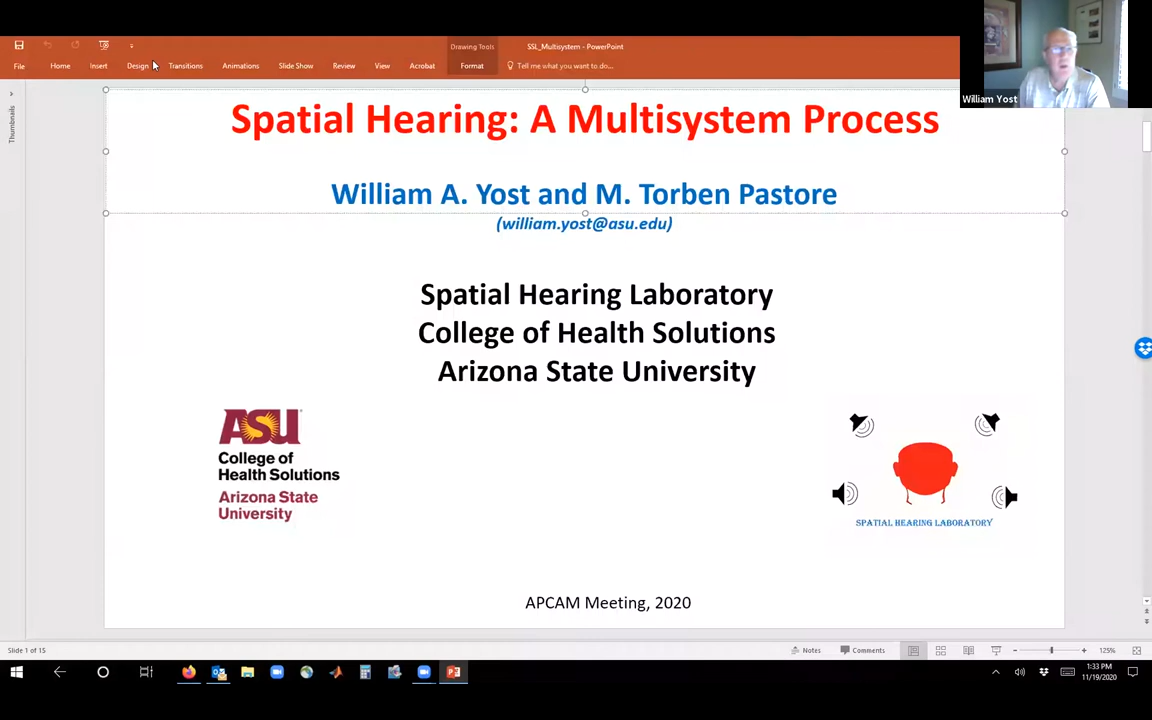 Drawing Tools
SSL_Multisystem - PowerPoint
File Home Insert Design Transitions Animations Slide Show Review View Acrobat Format Tell me what you want to do...
William Yost
Thumbnails
Spatial Hearing: A Multisystem Process
William A. Yost and M. Torben Pastore
(william.yost@asu.edu)
Spatial Hearing Laboratory
College of Health Solutions
Arizona State University
ASU
College of
Health Solutions
Arizona State
University
SPATIAL HEARING LABORATORY
APCAM Meeting, 2020
Slide 1 of 15
Notes Comments 125%
1:33 PM
11/19/2020